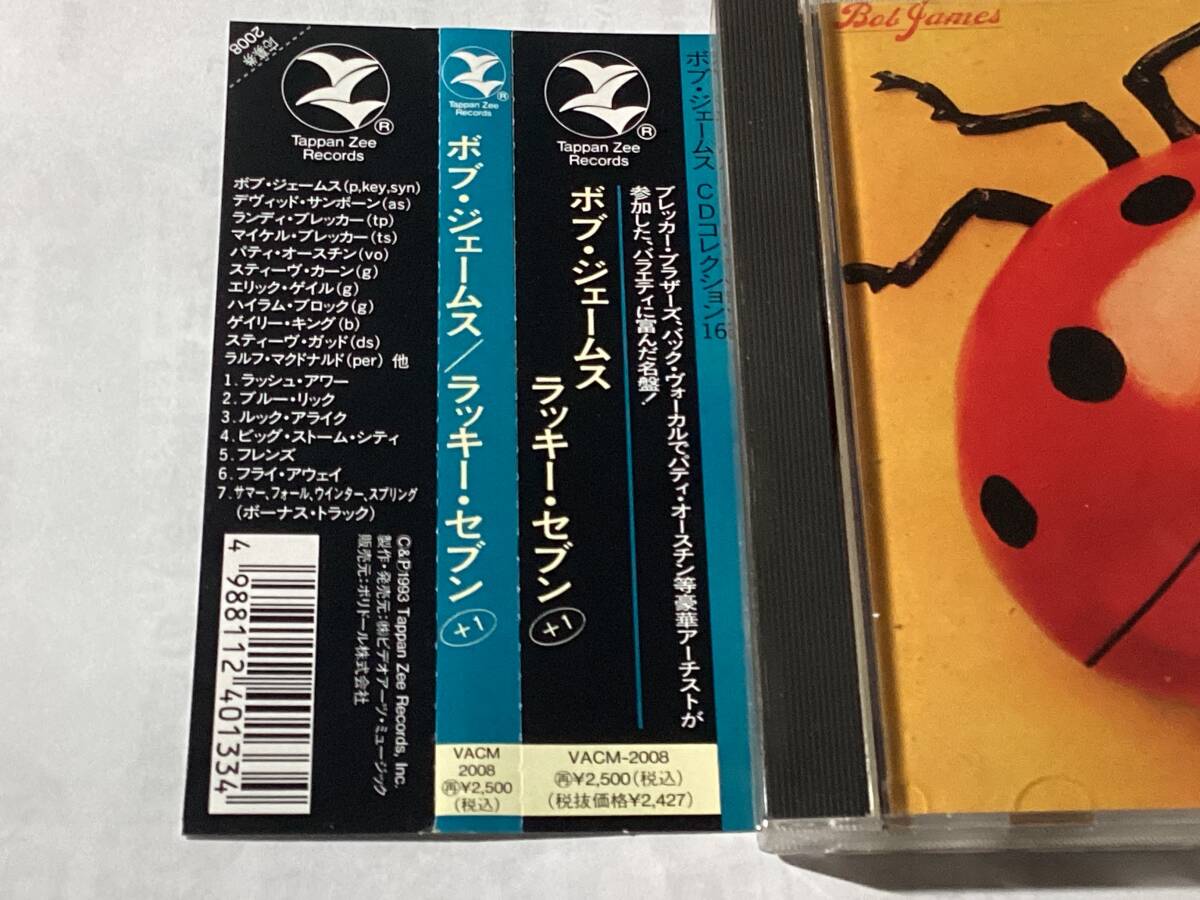 応募券
2008
Tappan Zee
Records
®
ボブ・ジェームス(p,key,syn)
デヴィッド・サンボーン(as)
ランディ・ブレッカー(tp)
マイケル・ブレッカー(ts)
パティ・オースチン(vo)
スティーヴ・カーン(g)
エリック・ゲイル(g)
ハイラム・ブロック(g)
ゲイリー・キング(b)
スティーヴ・ガッド(ds)
ラルフ・マクドナルド(per) 他
1.ラッシュ・アワー
2.ブルー・リック
3.ルック・アライク
4.ビッグ・ストーム・シティ
5.フレンズ
6.フライ・アウェイ
7.サマー、フォール、ウインター、スプリング
(ボーナス・トラック)
C&P1993 Tappan Zee Records, Inc.
製作・発売元:㈱ビデオアーツ・ミュージック
販売元:ポリドール株式会社
4 988112 401334
Tappan Zee
Records
®
ボブ・ジェームス/ラッキー・セブン +1
VACM
2008
再¥2,500
(税込)
Tappan Zee
Records
®
ブレッカー・ブラザーズ、バック・ヴォーカルで、パティ・オースチン等豪華アーチストが
参加した、バラエティに富んだ名盤!
ボブ・ジェームス
ラッキー・セブン +1
VACM-2008
再¥2,500(税込)
(税抜価格¥2,427)
ボブ・ジェームス CDコレクション
Bob James